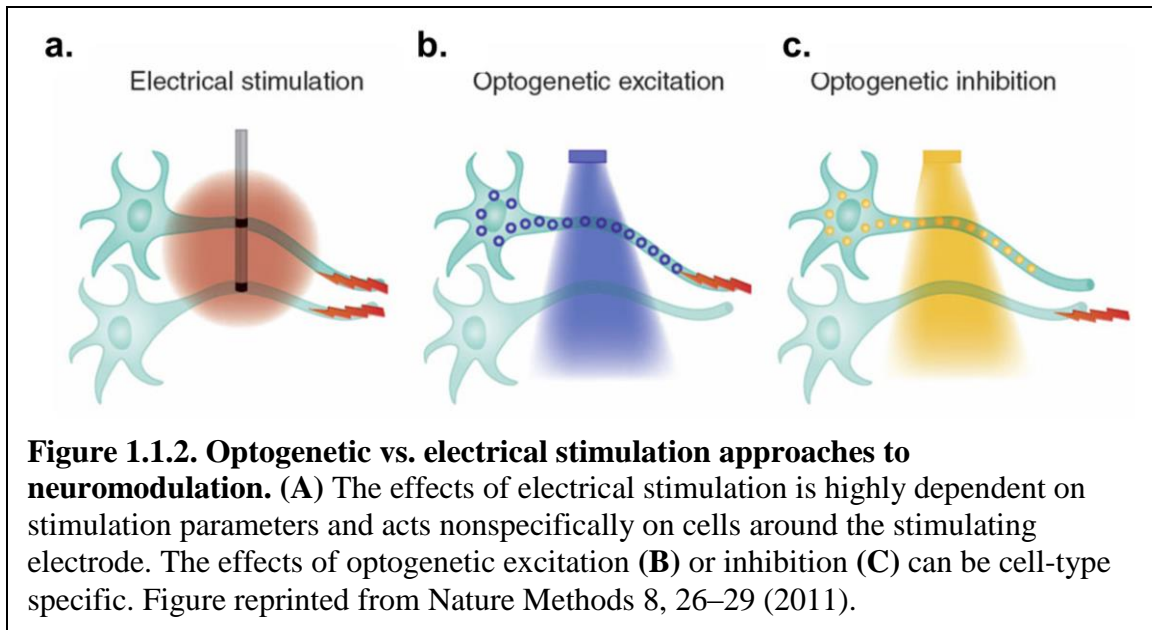 a.
b.
c.
Electrical stimulation
Optogenetic excitation
Optogenetic inhibition
Figure 1.1.2. Optogenetic vs. electrical stimulation approaches to
neuromodulation. (A) The effects of electrical stimulation is highly dependent on
stimulation parameters and acts nonspecifically on cells around the stimulating
electrode. The effects of optogenetic excitation (B) or inhibition (C) can be cell-type
specific. Figure reprinted from Nature Methods 8, 26–29 (2011).